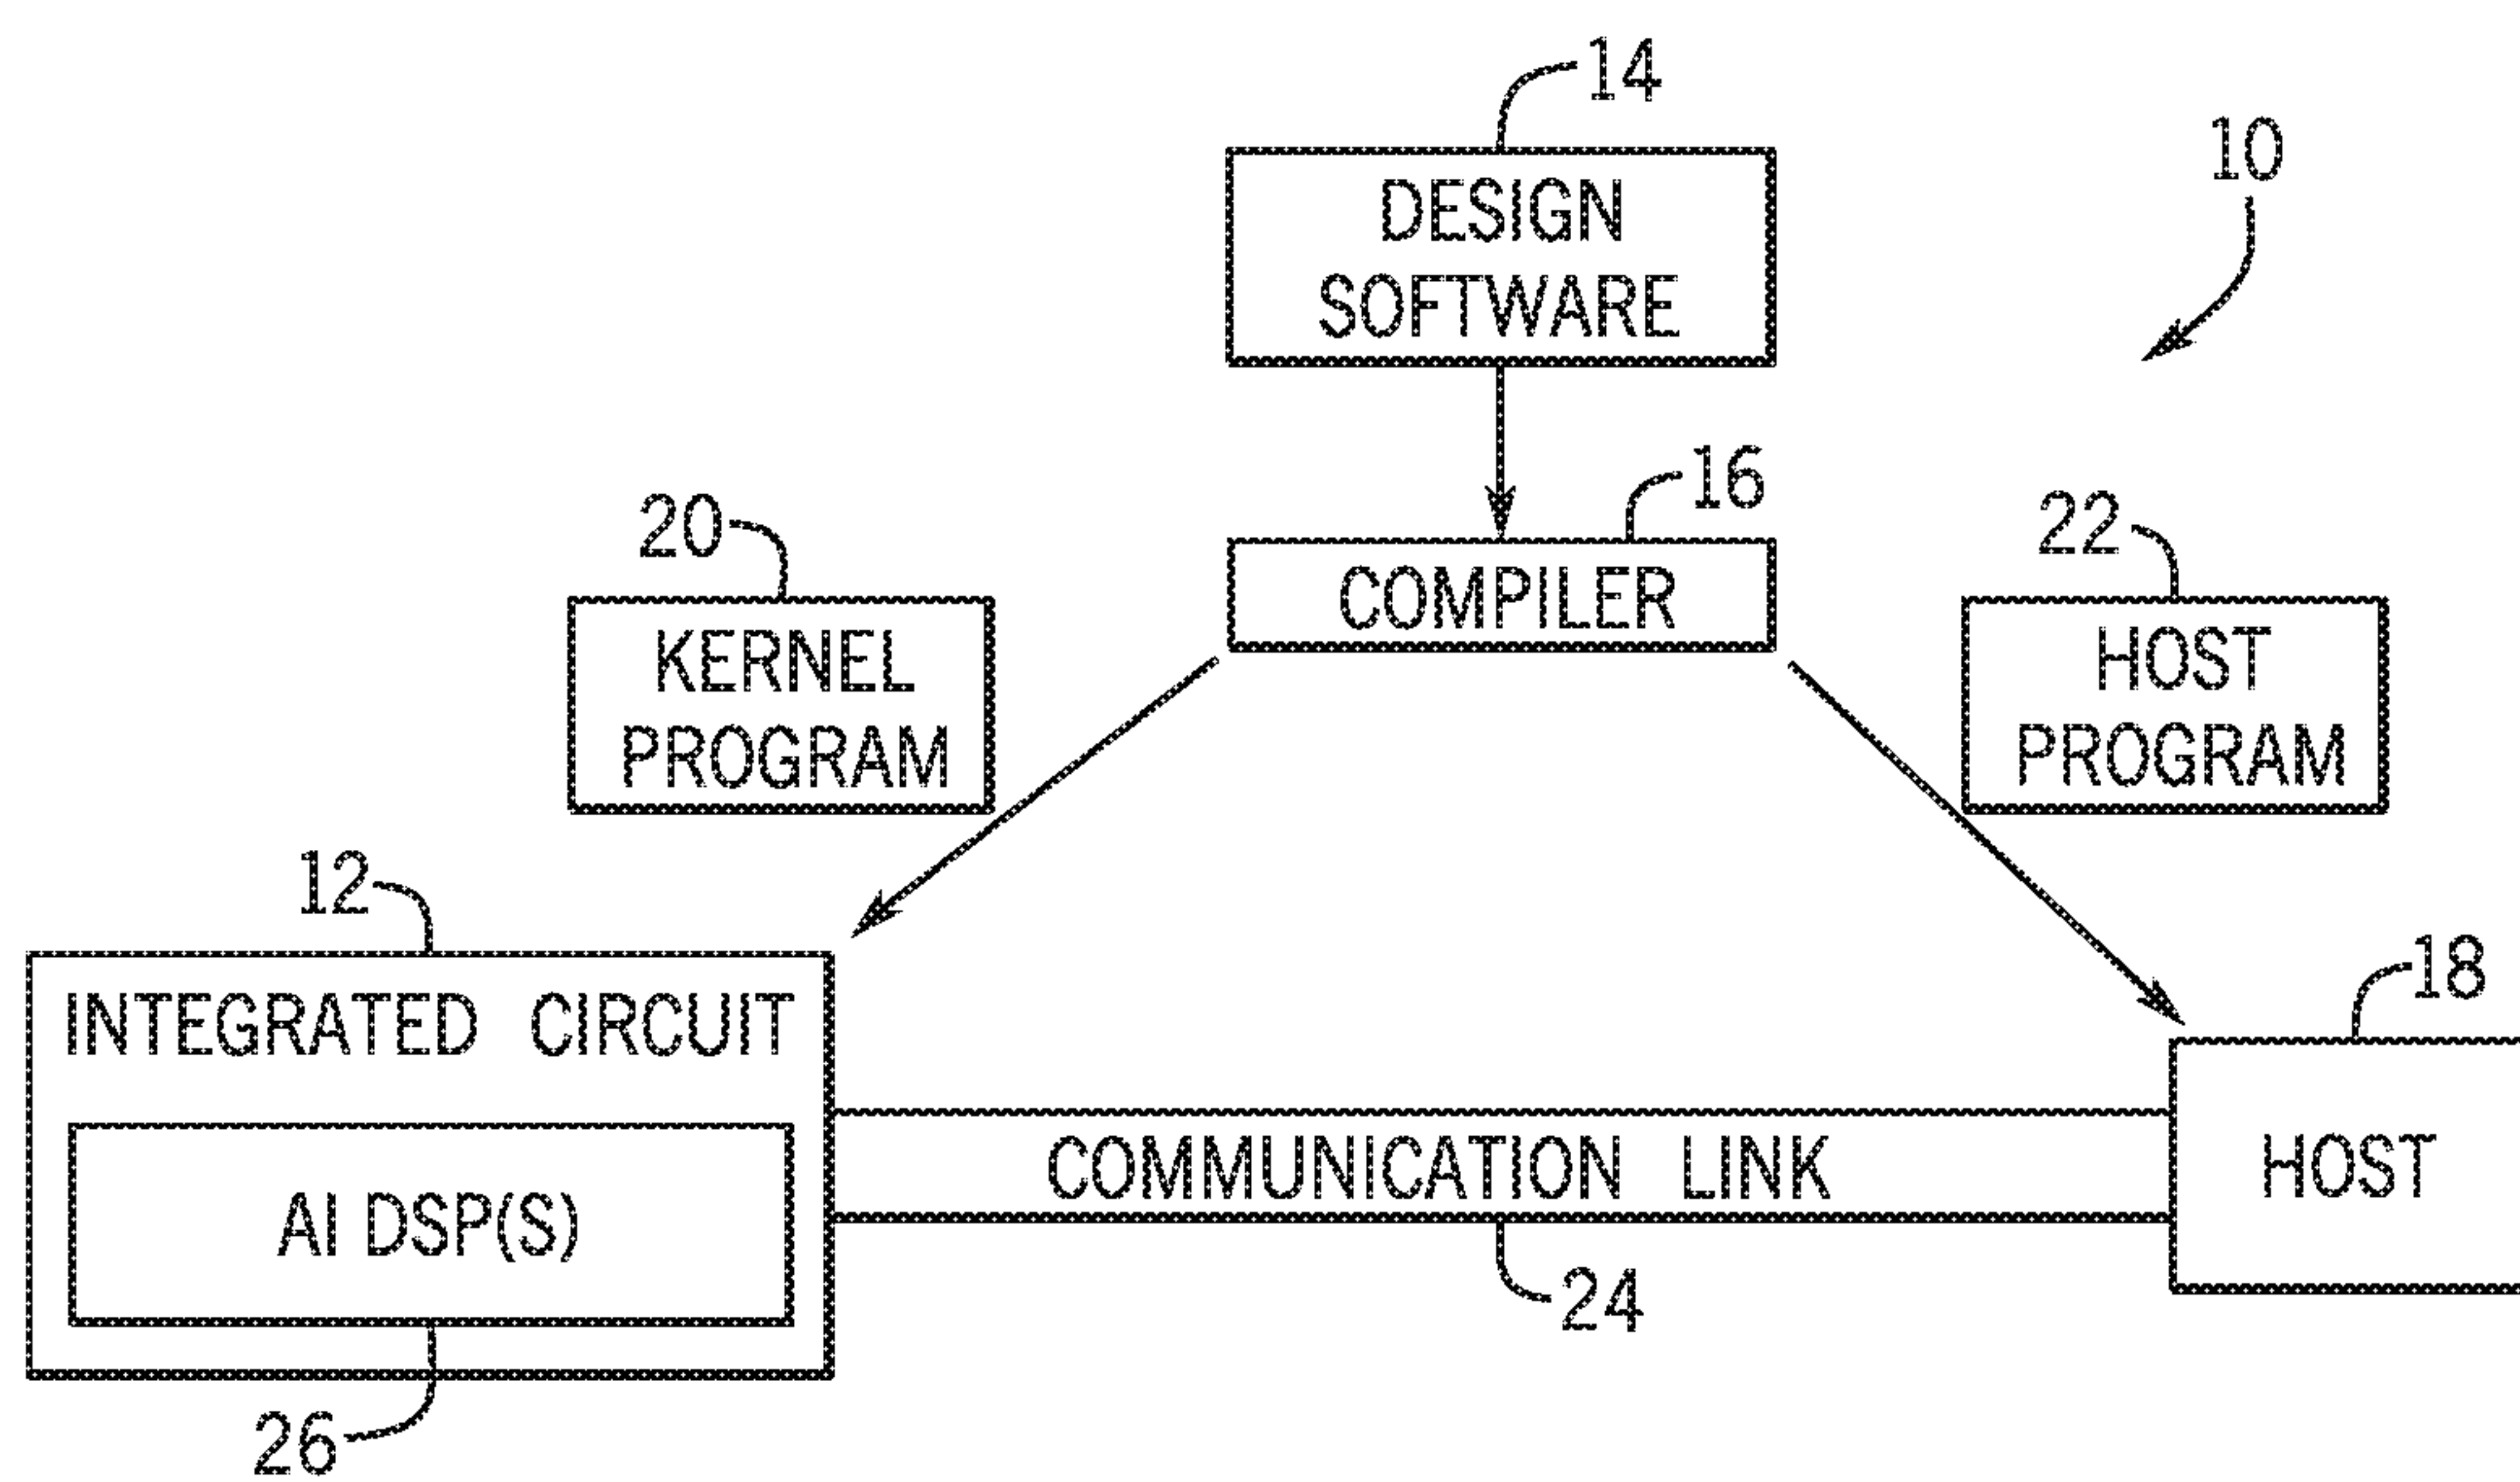 14
10
DESIGN
SOFTWARE
16
20
22
COMPILER
KERNEL
PROGRAM
HOST
PROGRAM
12
18
INTEGRATED CIRCUIT
COMMUNICATION LINK
HOST
AI DSP(S)
24
26